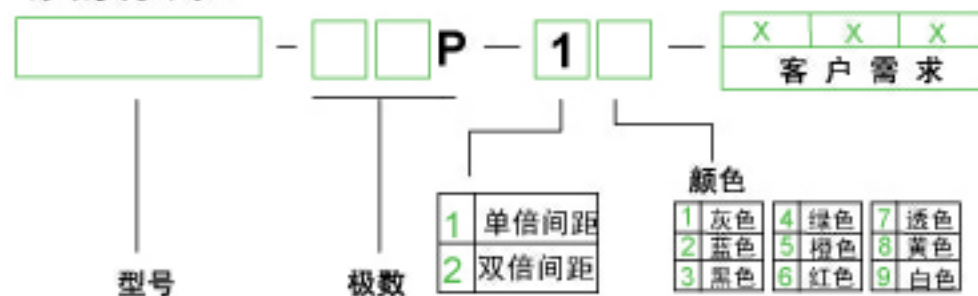 - P — 1 — X X X
客户需求
颜色
1 单倍间距
2 双倍间距
1 灰色 4 绿色 7 透色
2 蓝色 5 橙色 8 黄色
3 黑色 6 红色 9 白色
型号 极数